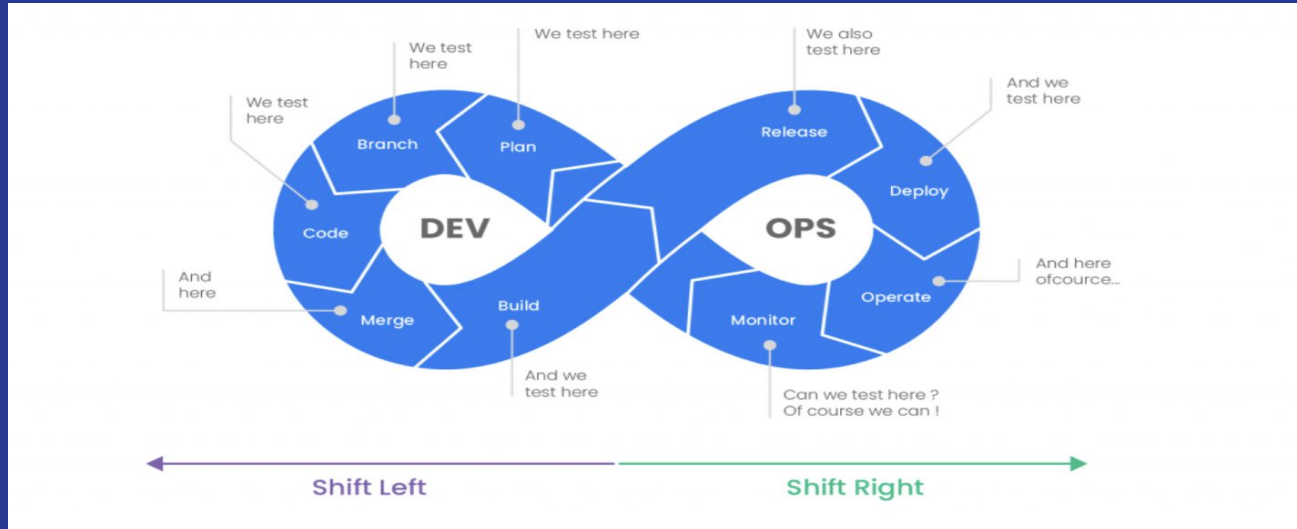 We test here
We also
test here
We test
here
And we
test here
We test
here
Release
Branch
Plan
Deploy
DEV
OPS
Code
And here
ofcource...
And
here
Operate
Build
Merge
Monitor
And we
test here
Can we test here ?
Of course we can !
Shift Left
Shift Right